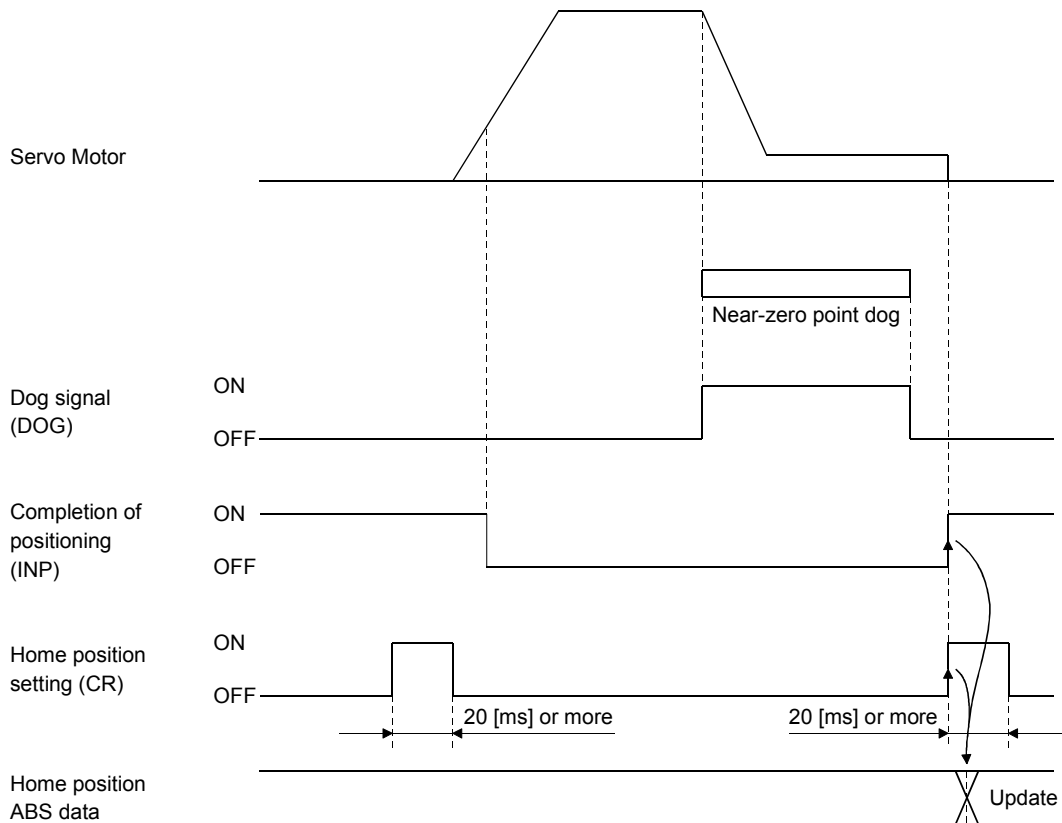 Servo Motor
Near-zero point dog
Dog signal
(DOG)
ON
OFF
Completion of
positioning
(INP)
ON
OFF
Home position
setting (CR)
ON
OFF
20 [ms] or more
20 [ms] or more
Home position
ABS data
Update